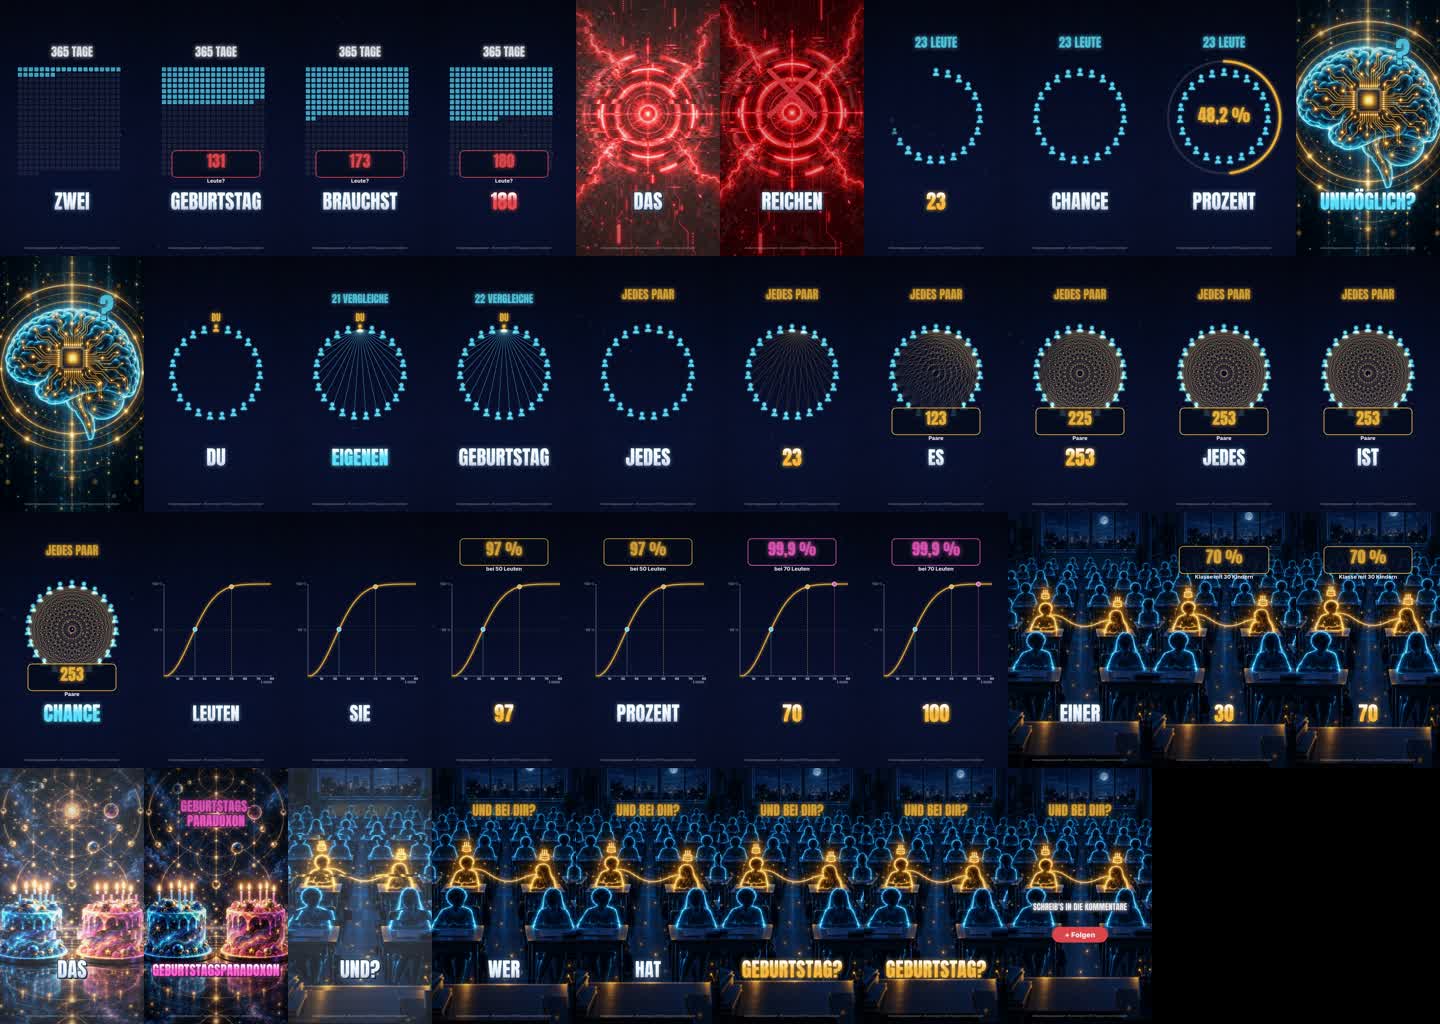 365 TAGE
ZWEI
365 TAGE
131
Leute?
GEBURTSTAG
365 TAGE
173
Leute?
BRAUCHST
365 TAGE
180
Leute?
180
DAS
REICHEN
23 LEUTE
23
23 LEUTE
CHANCE
23 LEUTE
48,2 %
PROZENT
?
UNMÖGLICH?
?
DU
DU
21 VERGLEICHE
DU
EIGENEN
22 VERGLEICHE
DU
GEBURTSTAG
JEDES PAAR
JEDES
JEDES PAAR
23
JEDES PAAR
123
Paare
ES
JEDES PAAR
225
Paare
253
JEDES PAAR
253
Paare
JEDES
JEDES PAAR
253
Paare
IST
JEDES PAAR
253
Paare
CHANCE
LEUTEN
SIE
97 %
bei 50 Leuten
97
97 %
bei 50 Leuten
PROZENT
99,9 %
bei 70 Leuten
70
99,9 %
bei 70 Leuten
100
EINER
70 %
Klasse mit 30 Kindern
30
70 %
Klasse mit 30 Kindern
70
DAS
GEBURTSTAGS
PARADOXON
GEBURTSTAGSPARADOXON
UND?
UND BEI DIR?
WER
UND BEI DIR?
HAT
UND BEI DIR?
GEBURTSTAG?
UND BEI DIR?
GEBURTSTAG?
UND BEI DIR?
SCHREIB'S IN DIE KOMMENTARE
+ Folgen